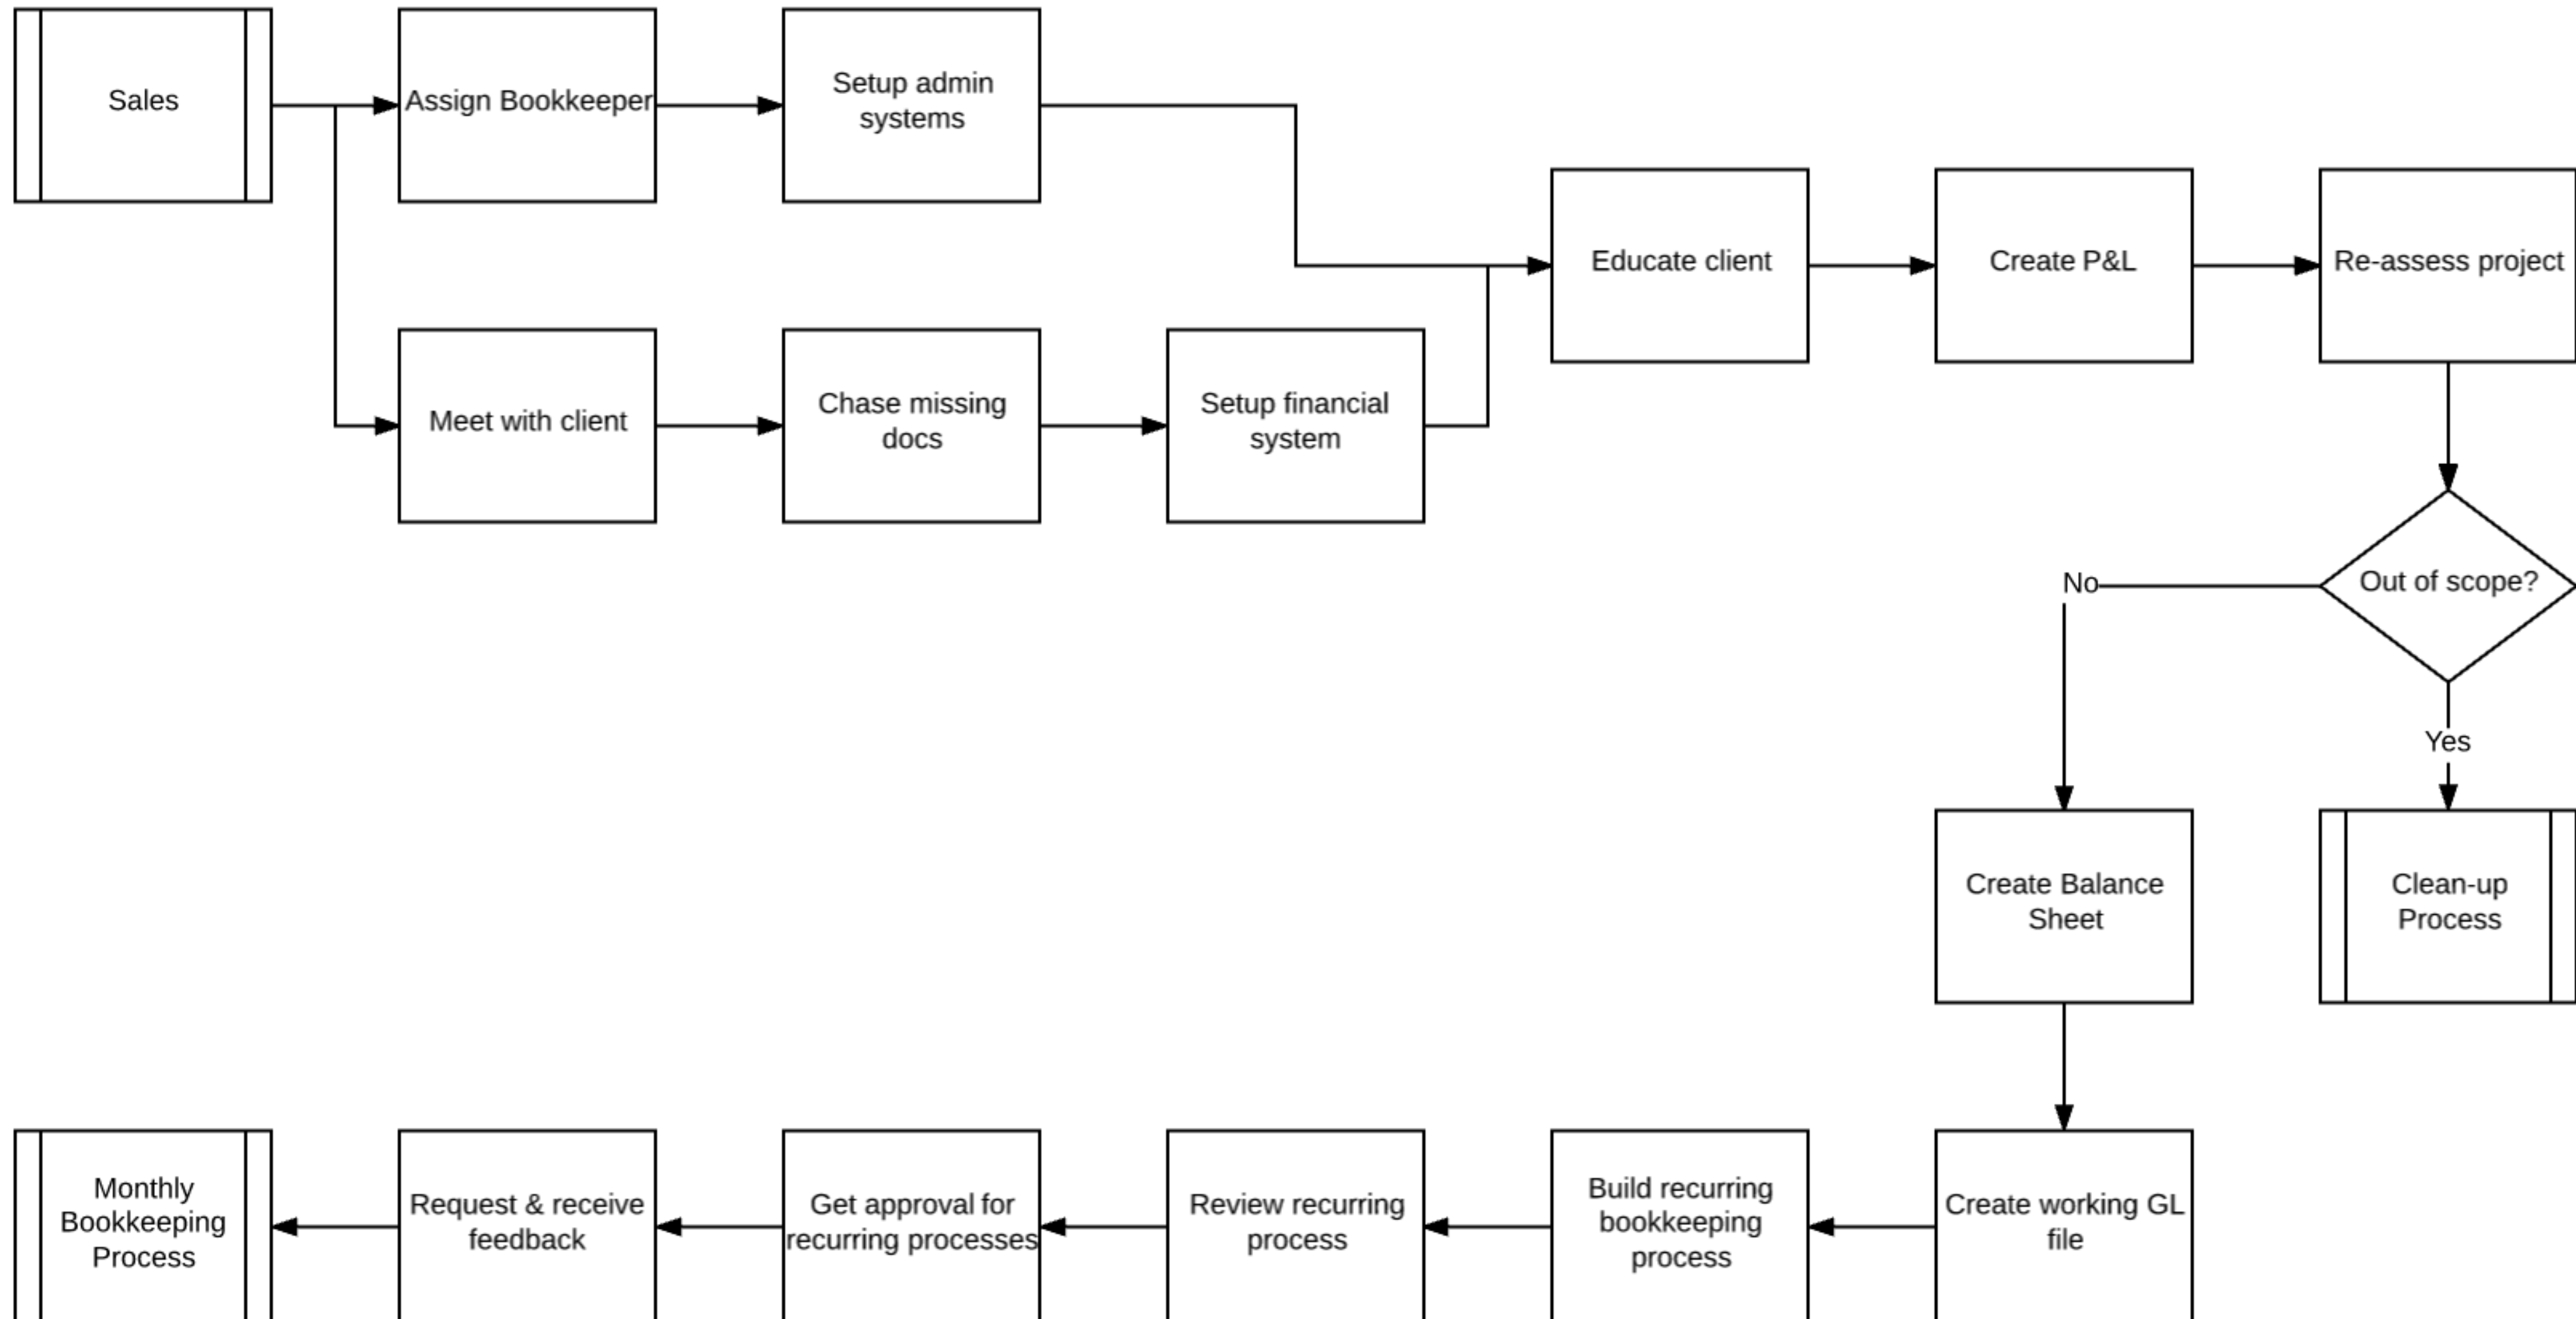 Sales
Assign Bookkeeper
Setup admin
systems
Educate client
Create P&L
Re-assess project
Meet with client
Chase missing
docs
Setup financial
system
No
Out of scope?
Yes
Create Balance
Sheet
Clean-up
Process
Monthly
Bookkeeping
Process
Request & receive
feedback
Get approval for
recurring processes
Review recurring
process
Build recurring
bookkeeping
process
Create working GL
file